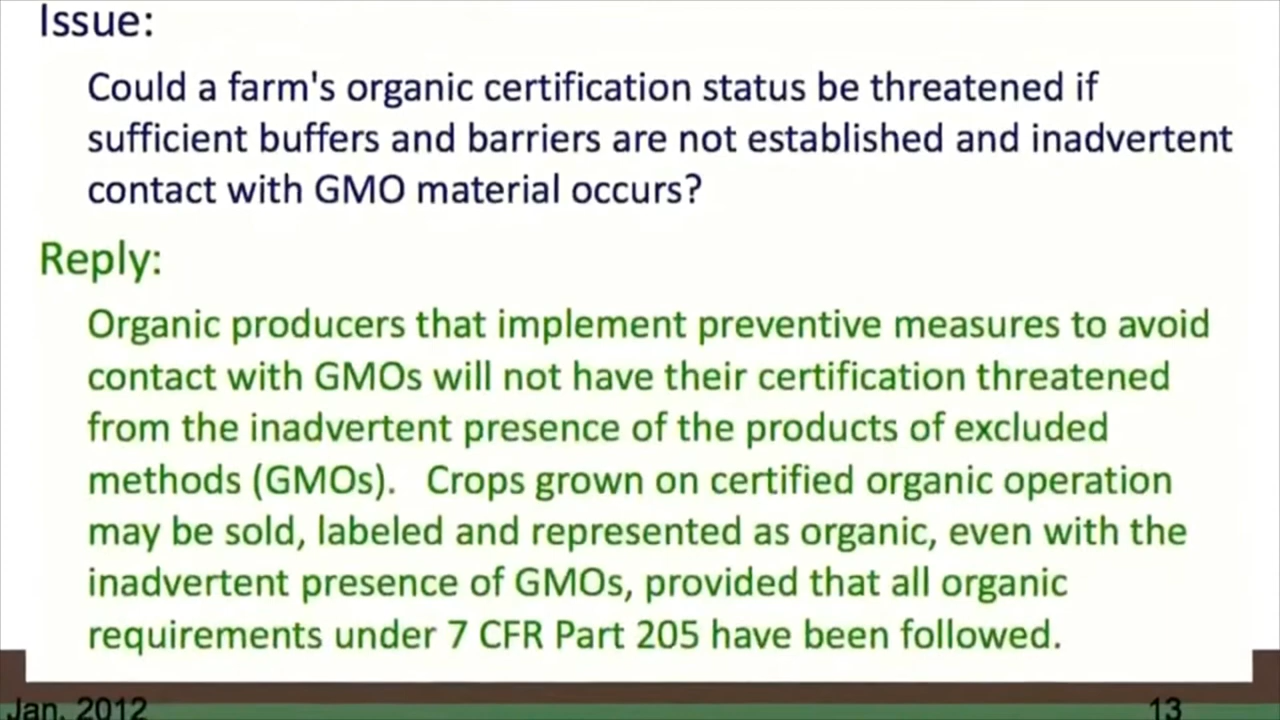 Issue:
Could a farm's organic certification status be threatened if
sufficient buffers and barriers are not established and inadvertent
contact with GMO material occurs?
Reply:
Organic producers that implement preventive measures to avoid
contact with GMOs will not have their certification threatened
from the inadvertent presence of the products of excluded
methods (GMOs).   Crops grown on certified organic operation
may be sold, labeled and represented as organic, even with the
inadvertent presence of GMOs, provided that all organic
requirements under 7 CFR Part 205 have been followed.
Jan. 2012
13